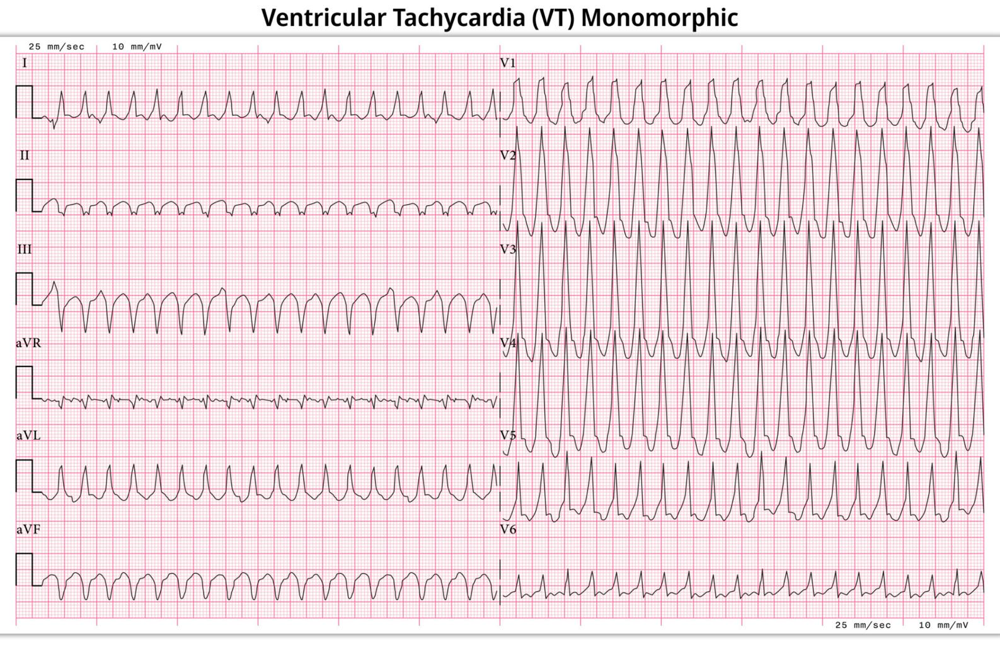 Ventricular Tachycardia (VT) Monomorphic
25 mm/sec 10 mm/mV
I
II
III
aVR
aVL
aVF
V1
V2
V3
V4
V5
V6
25 mm/sec 10 mm/mV